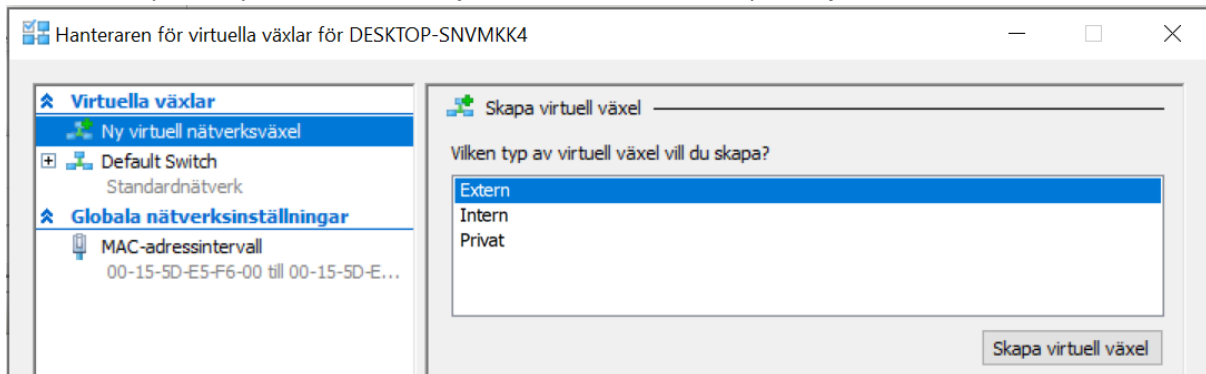 Hanteraren för virtuella växlar för DESKTOP-SNVMKK4
Virtuella växlar
Ny virtuell nätverksväxel
Default Switch
Standardnätverk
Globala nätverksinställningar
MAC-adressintervall
00-15-5D-E5-F6-00 till 00-15-5D-E...
Skapa virtuell växel
Vilken typ av virtuell växel vill du skapa?
Extern
Intern
Privat
Skapa virtuell växel